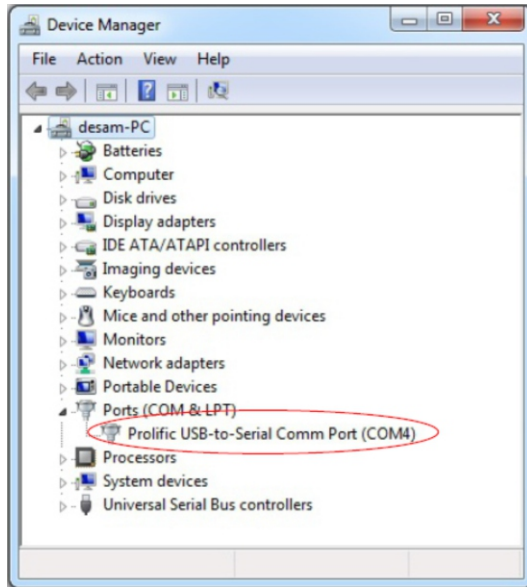 Device Manager
File Action View Help
desam-PC
Batteries
Computer
Disk drives
Display adapters
IDE ATA/ATAPI controllers
Imaging devices
Keyboards
Mice and other pointing devices
Monitors
Network adapters
Portable Devices
Ports (COM & LPT)
Prolific USB-to-Serial Comm Port (COM4)
Processors
System devices
Universal Serial Bus controllers